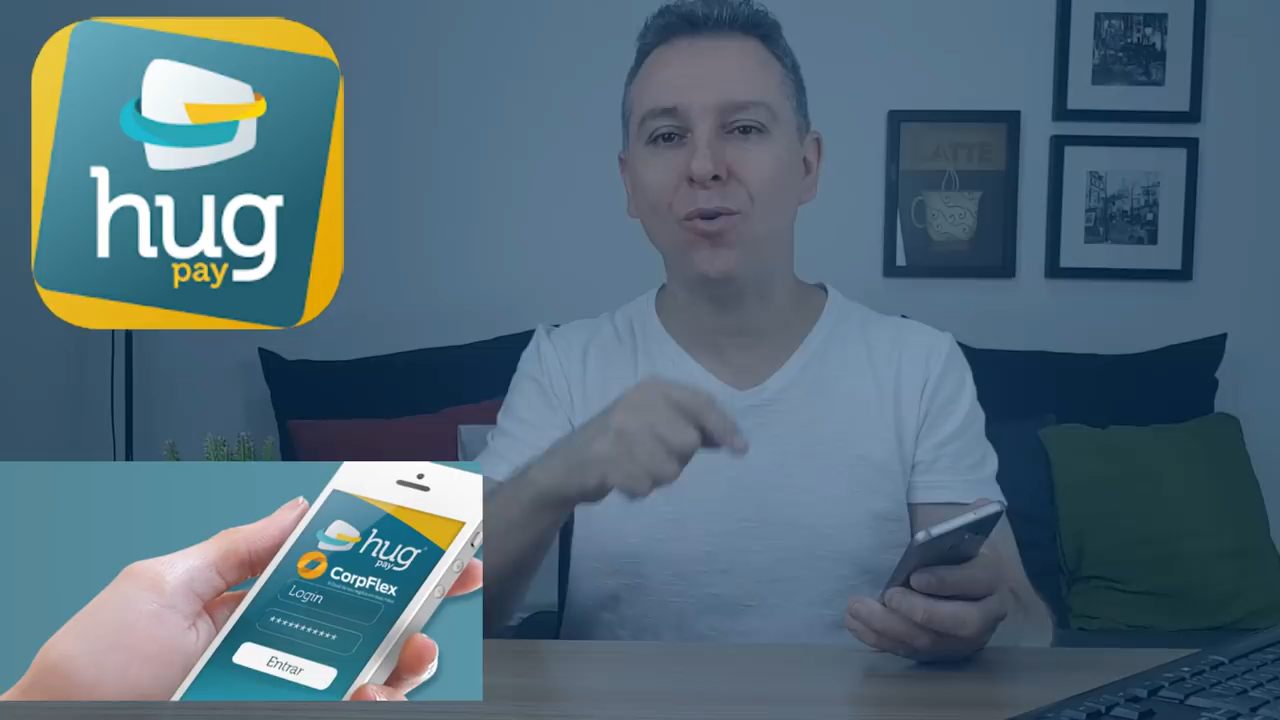 hug
pay
LATTE
hug
pay
CorpFlex
Login
***********
Entrar